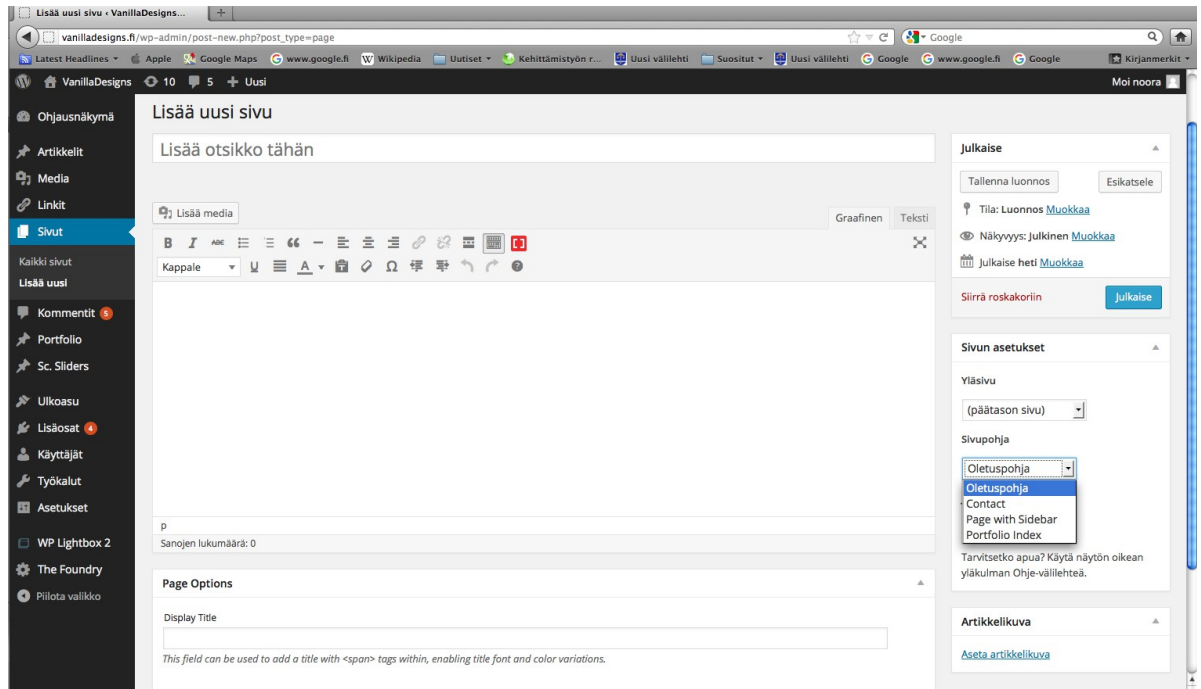 Lisää uusi sivu ‹ VanillaDesigns...
vanilladesigns.fi/wp-admin/post-new.php?post_type=page
Google
Latest Headlines
Apple
Google Maps
www.google.fi
Wikipedia
Uutiset
Kehittämistyön r...
Uusi välilehti
Suositut
Uusi välilehti
Google
www.google.fi
Google
Kirjanmerkit
VanillaDesigns
10
5
+ Uusi
Moi noora
Ohjausnäkymä
Artikkelit
Media
Linkit
Sivut
Kaikki sivut
Lisää uusi
Kommentit 5
Portfolio
Sc. Sliders
Ulkoasu
Lisäosat 4
Käyttäjät
Työkalut
Asetukset
WP Lightbox 2
The Foundry
Piilota valikko
Lisää uusi sivu
Lisää otsikko tähän
Lisää media
Graafinen
Teksti
B I ABC
Kappale
U A Ω
p
Sanojen lukumäärä: 0
Page Options
Display Title
This field can be used to add a title with <span> tags within, enabling title font and color variations.
Julkaise
Tallenna luonnos
Esikatsele
Tila: Luonnos Muokkaa
Näkyvyys: Julkinen Muokkaa
Julkaise heti Muokkaa
Siirrä roskakoriin
Julkaise
Sivun asetukset
Yläsivu
(päätason sivu)
Sivupohja
Oletuspohja
Oletuspohja
Contact
Page with Sidebar
Portfolio Index
Tarvitsetko apua? Käytä näytön oikean
yläkulman Ohje-välilehteä.
Artikkelikuva
Aseta artikkelikuva